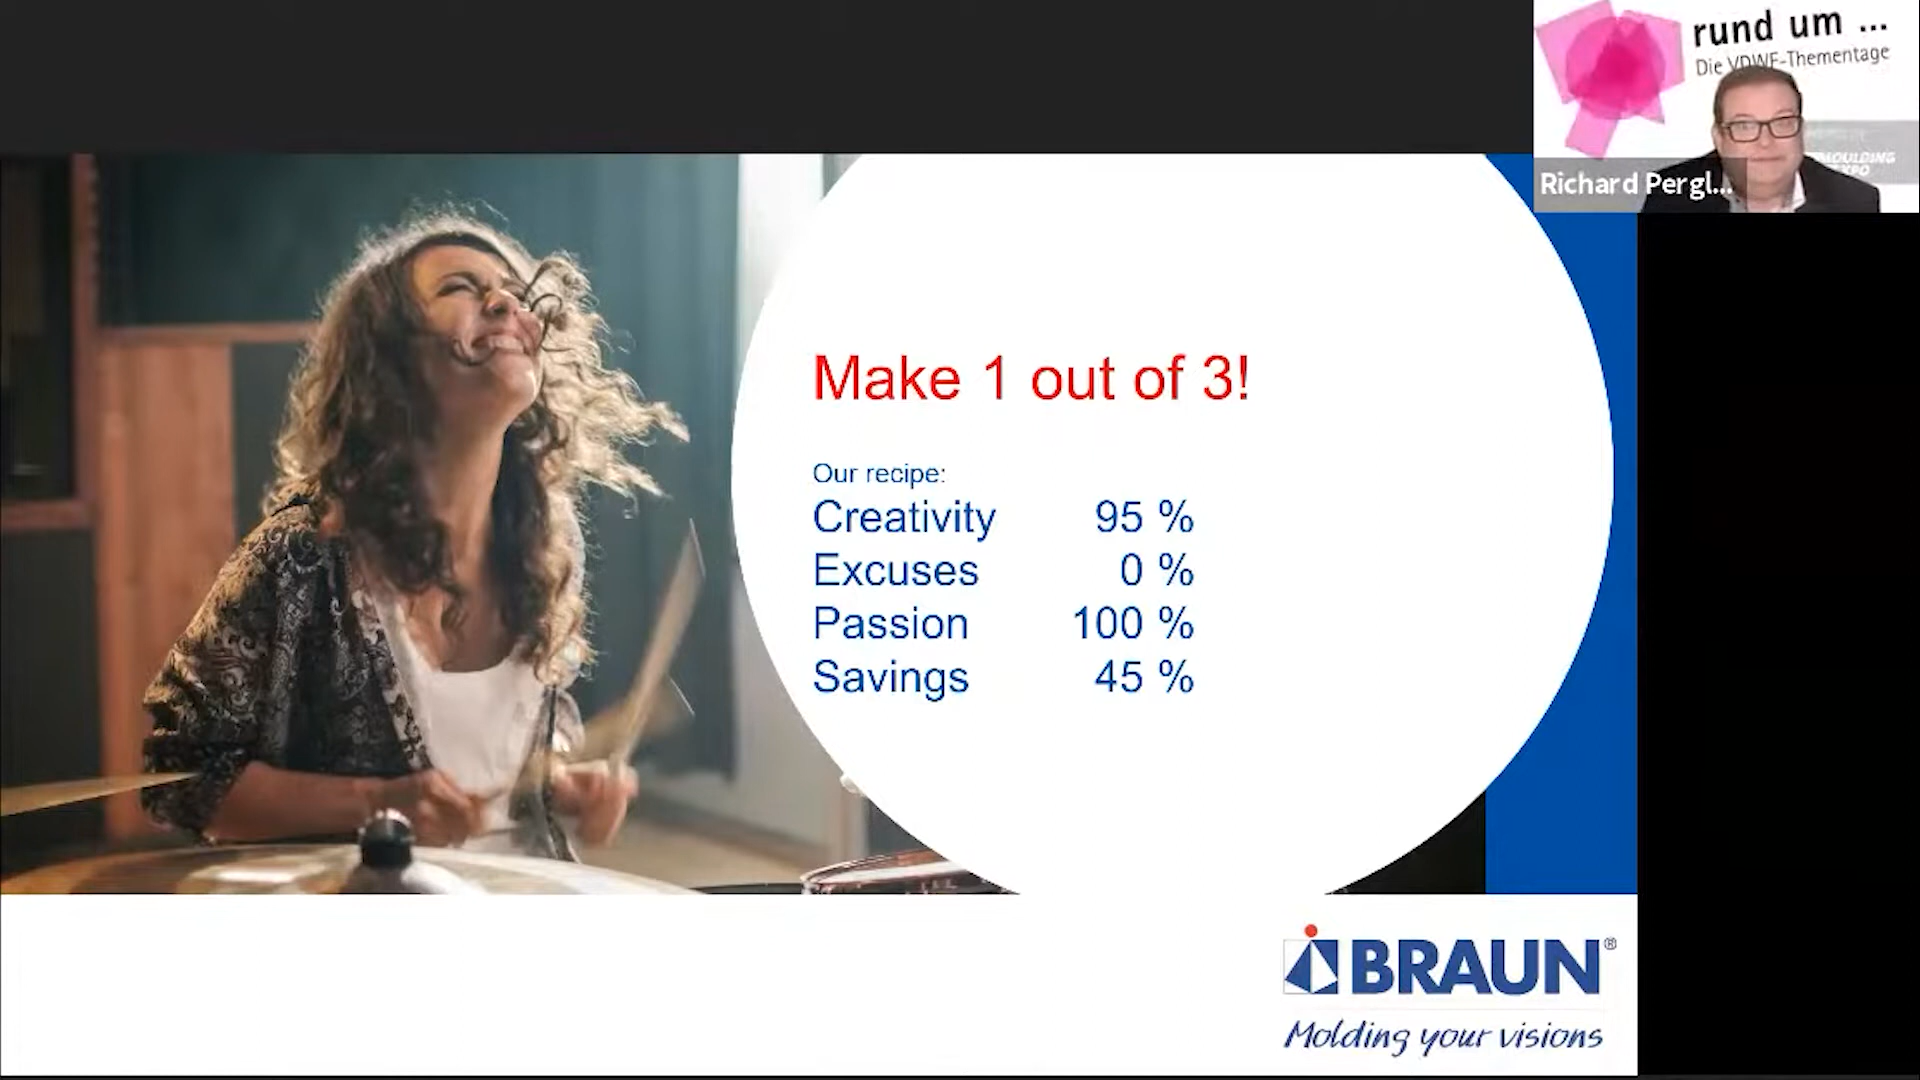 rund um ...
Die VDWF-Thementage
MOULDING
Richard Pergl...
Make 1 out of 3!
Our recipe:
Creativity 95 %
Excuses 0 %
Passion 100 %
Savings 45 %
BRAUN®
Molding your visions